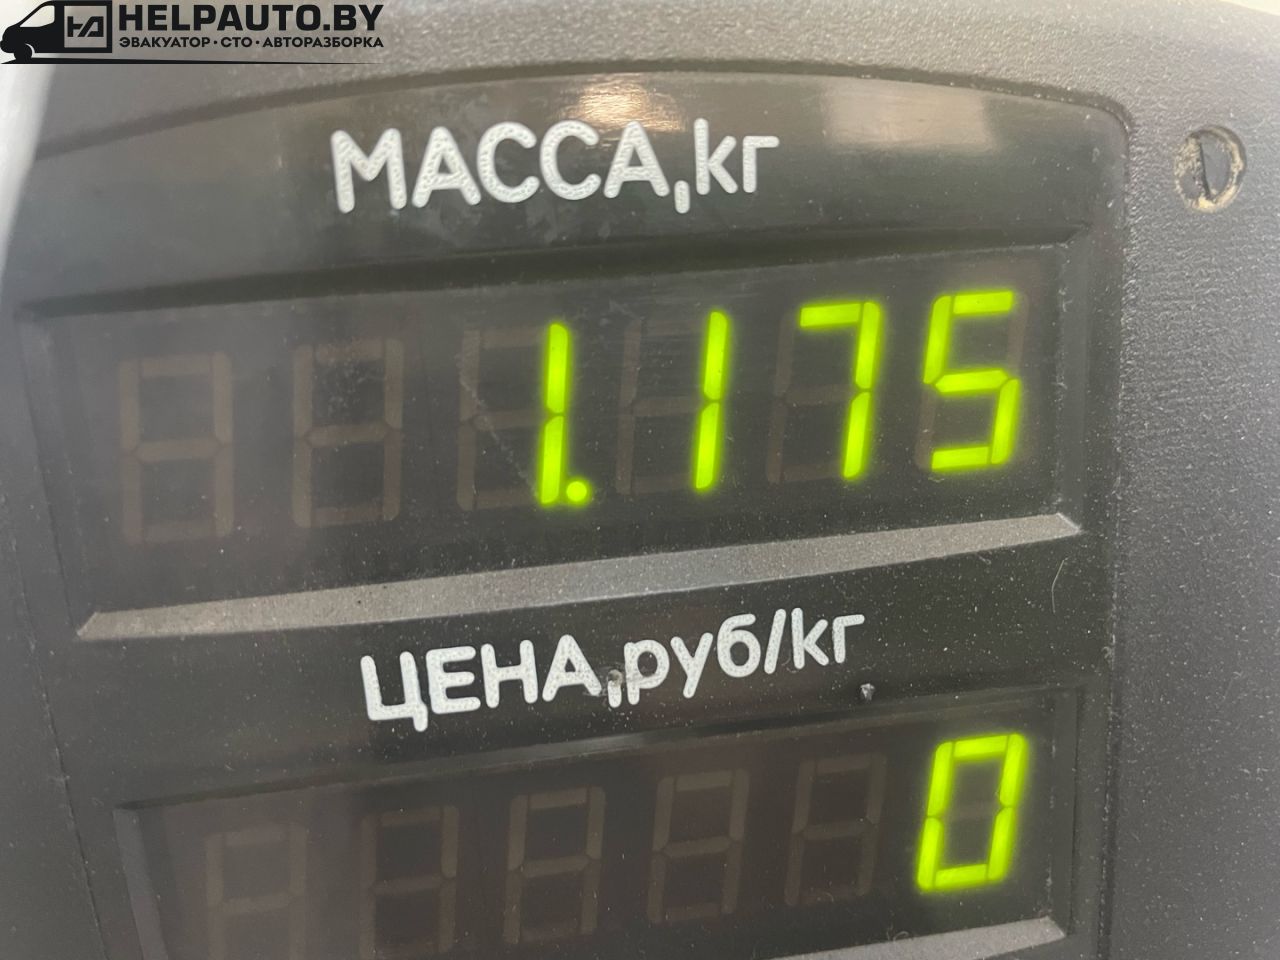 HELPAUTO.BY
ЭВАКУАТОР · СТО · АВТОРАЗБОРКА
МАССА,кг
1.175
ЦЕНА,руб/кг
0